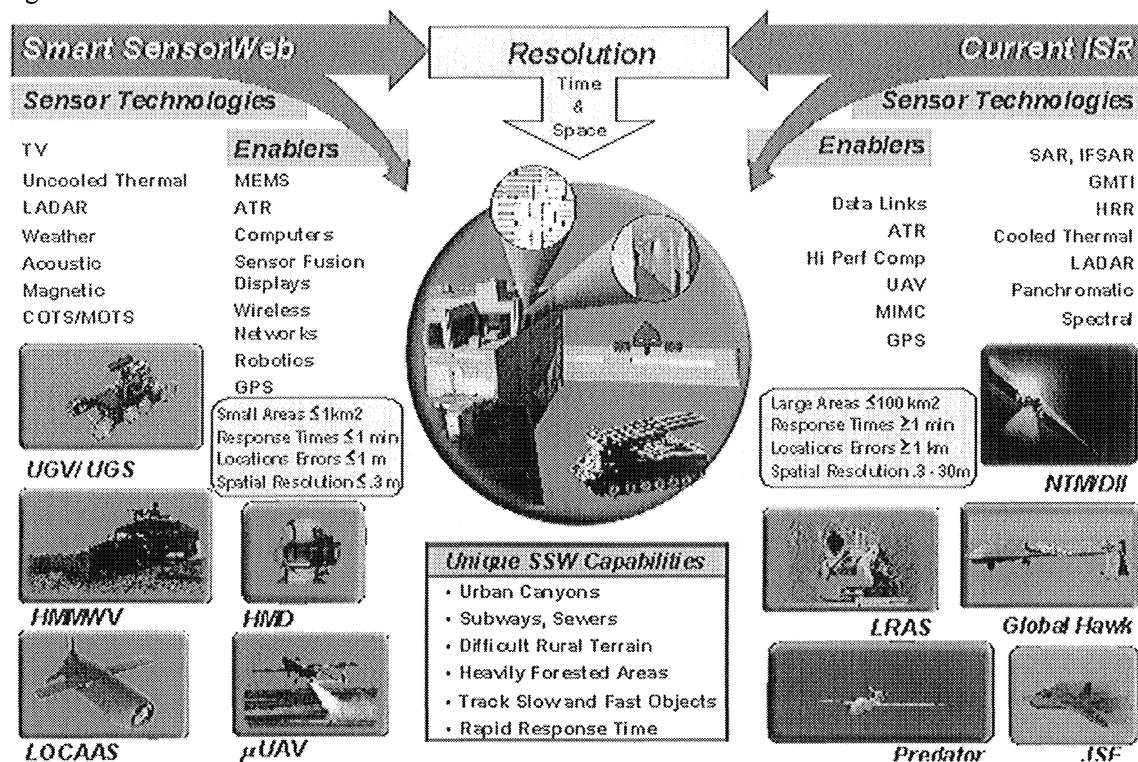 Smart SensorWeb
Sensor Technologies
TV
Uncooled Thermal
LADAR
Weather
Acoustic
Magnetic
COTS/MOTS
Enablers
MEMS
ATR
Computers
Sensor Fusion
Displays
Wireless
Networks
Robotics
GPS
Small Areas ≤1km2
Response Times ≤1 min
Locations Errors ≤1 m
Spatial Resolution ≤.3 m
UGV/UGS
HMMWV
HMD
LOCAAS
µUAV
Resolution
Time
&
Space
Unique SSW Capabilities
• Urban Canyons
• Subways, Sewers
• Difficult Rural Terrain
• Heavily Forested Areas
• Track Slow and Fast Objects
• Rapid Response Time
Current ISR
Sensor Technologies
Enablers
Data Links
ATR
Hi Perf Comp
UAV
MIMC
GPS
SAR, IFSAR
GMTI
HRR
Cooled Thermal
LADAR
Panchromatic
Spectral
Large Areas ≤100 km2
Response Times ≥1 min
Locations Errors ≥1 km
Spatial Resolution .3 - 30m
NTM/DII
LRAS
Global Hawk
Predator
JSF